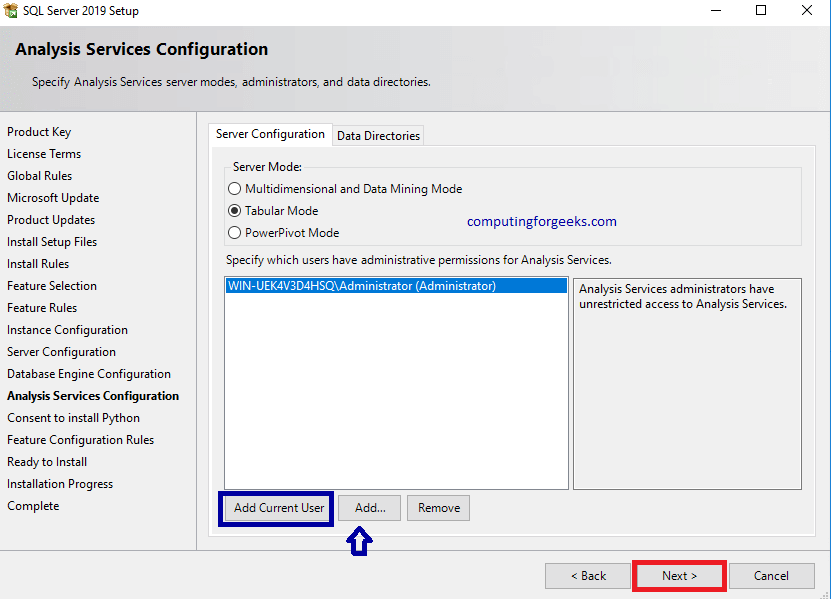 SQL Server 2019 Setup
Analysis Services Configuration
Specify Analysis Services server modes, administrators, and data directories.
Product Key
License Terms
Global Rules
Microsoft Update
Product Updates
Install Setup Files
Install Rules
Feature Selection
Feature Rules
Instance Configuration
Server Configuration
Database Engine Configuration
Analysis Services Configuration
Consent to install Python
Feature Configuration Rules
Ready to Install
Installation Progress
Complete
Server Configuration
Data Directories
Server Mode:
Multidimensional and Data Mining Mode
Tabular Mode
PowerPivot Mode
computingforgeeks.com
Specify which users have administrative permissions for Analysis Services.
WIN-UEK4V3D4HSQ\Administrator (Administrator)
Analysis Services administrators have
unrestricted access to Analysis Services.
Add Current User
Add...
Remove
< Back
Next >
Cancel